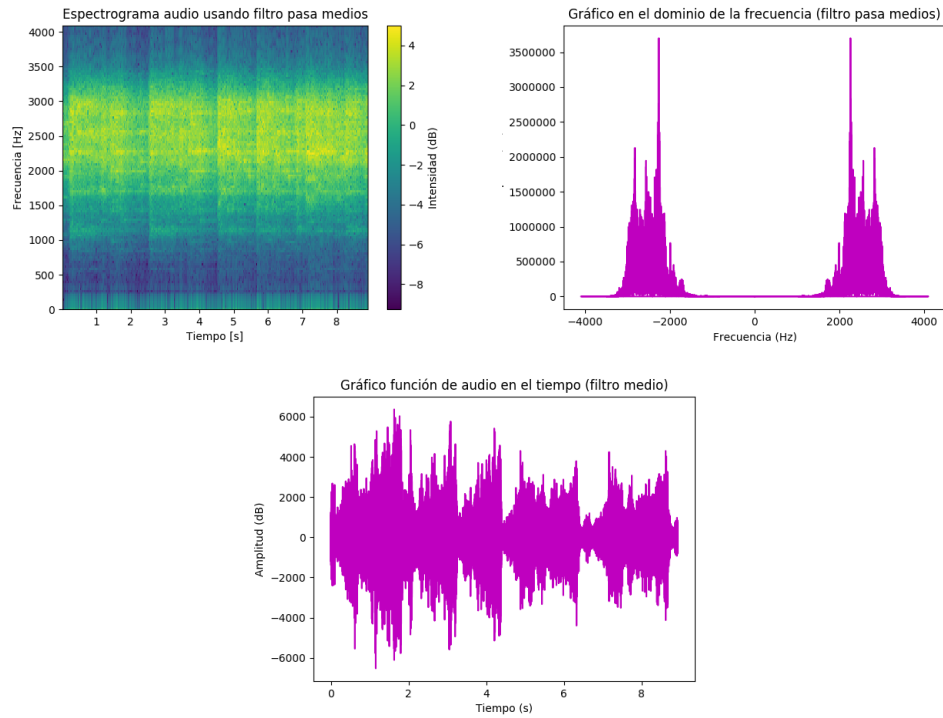 Espectrograma audio usando filtro pasa medios
4000
3500
3000
2500
2000
1500
1000
500
0
1 2 3 4 5 6 7 8
Frecuencia [Hz]
Tiempo [s]
4
2
0
−2
−4
−6
−8
Intensidad (dB)
Gráfico en el dominio de la frecuencia (filtro pasa medios)
3500000
3000000
2500000
2000000
1500000
1000000
500000
0
−4000 −2000 0 2000 4000
Frecuencia (Hz)
Gráfico función de audio en el tiempo (filtro medio)
6000
4000
2000
0
−2000
−4000
−6000
Amplitud (dB)
0 2 4 6 8
Tiempo (s)